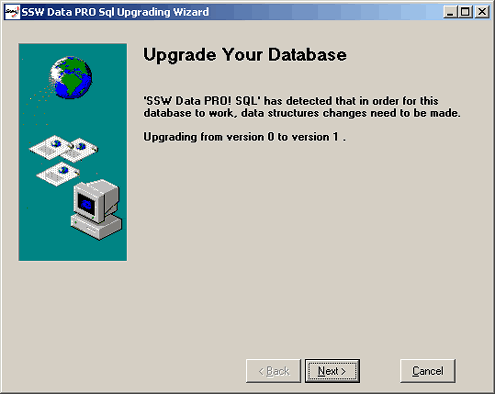 SSW Data PRO Sql Upgrading Wizard
Upgrade Your Database
'SSW Data PRO! SQL' has detected that in order for this
database to work, data structures changes need to be made.
Upgrading from version 0 to version 1 .
< Back
Next >
Cancel